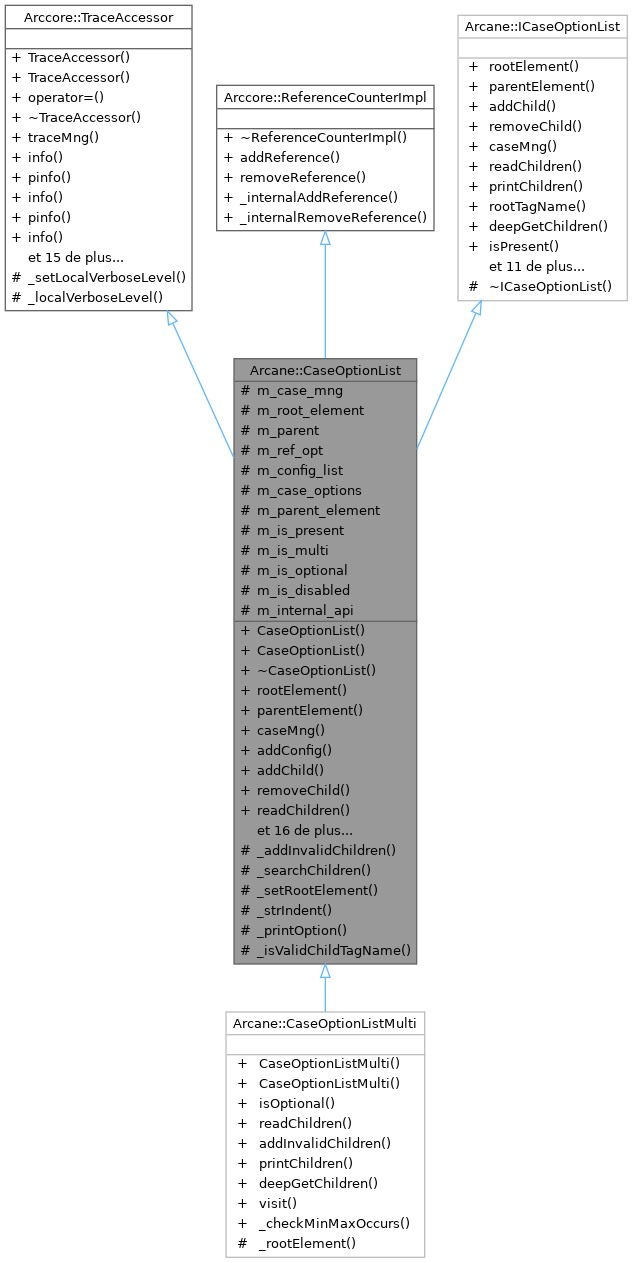 Arccore::TraceAccessor
+ TraceAccessor()
+ TraceAccessor()
+ operator=()
+ ~TraceAccessor()
+ traceMng()
+ info()
+ pinfo()
+ info()
+ pinfo()
+ info()
et 15 de plus...
# _setLocalVerboseLevel()
# _localVerboseLevel()
Arccore::ReferenceCounterImpl
+ ~ReferenceCounterImpl()
+ addReference()
+ removeReference()
+ _internalAddReference()
+ _internalRemoveReference()
Arcane::ICaseOptionList
+ rootElement()
+ parentElement()
+ addChild()
+ removeChild()
+ caseMng()
+ readChildren()
+ printChildren()
+ rootTagName()
+ deepGetChildren()
+ isPresent()
et 11 de plus...
# ~ICaseOptionList()
Arcane::CaseOptionList
# m_case_mng
# m_root_element
# m_parent
# m_ref_opt
# m_config_list
# m_case_options
# m_parent_element
# m_is_present
# m_is_multi
# m_is_optional
# m_is_disabled
# m_internal_api
+ CaseOptionList()
+ CaseOptionList()
+ ~CaseOptionList()
+ rootElement()
+ parentElement()
+ caseMng()
+ addConfig()
+ addChild()
+ removeChild()
+ readChildren()
et 16 de plus...
# _addInvalidChildren()
# _searchChildren()
# _setRootElement()
# _strIndent()
# _printOption()
# _isValidChildTagName()
Arcane::CaseOptionListMulti
+ CaseOptionListMulti()
+ CaseOptionListMulti()
+ isOptional()
+ readChildren()
+ addInvalidChildren()
+ printChildren()
+ deepGetChildren()
+ visit()
+ _checkMinMaxOccurs()
# _rootElement()